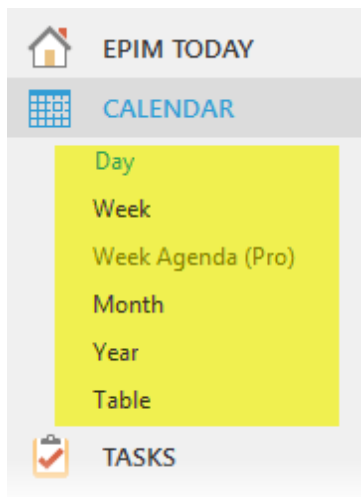 EPIM TODAY
CALENDAR
Day
Week
Week Agenda (Pro)
Month
Year
Table
TASKS